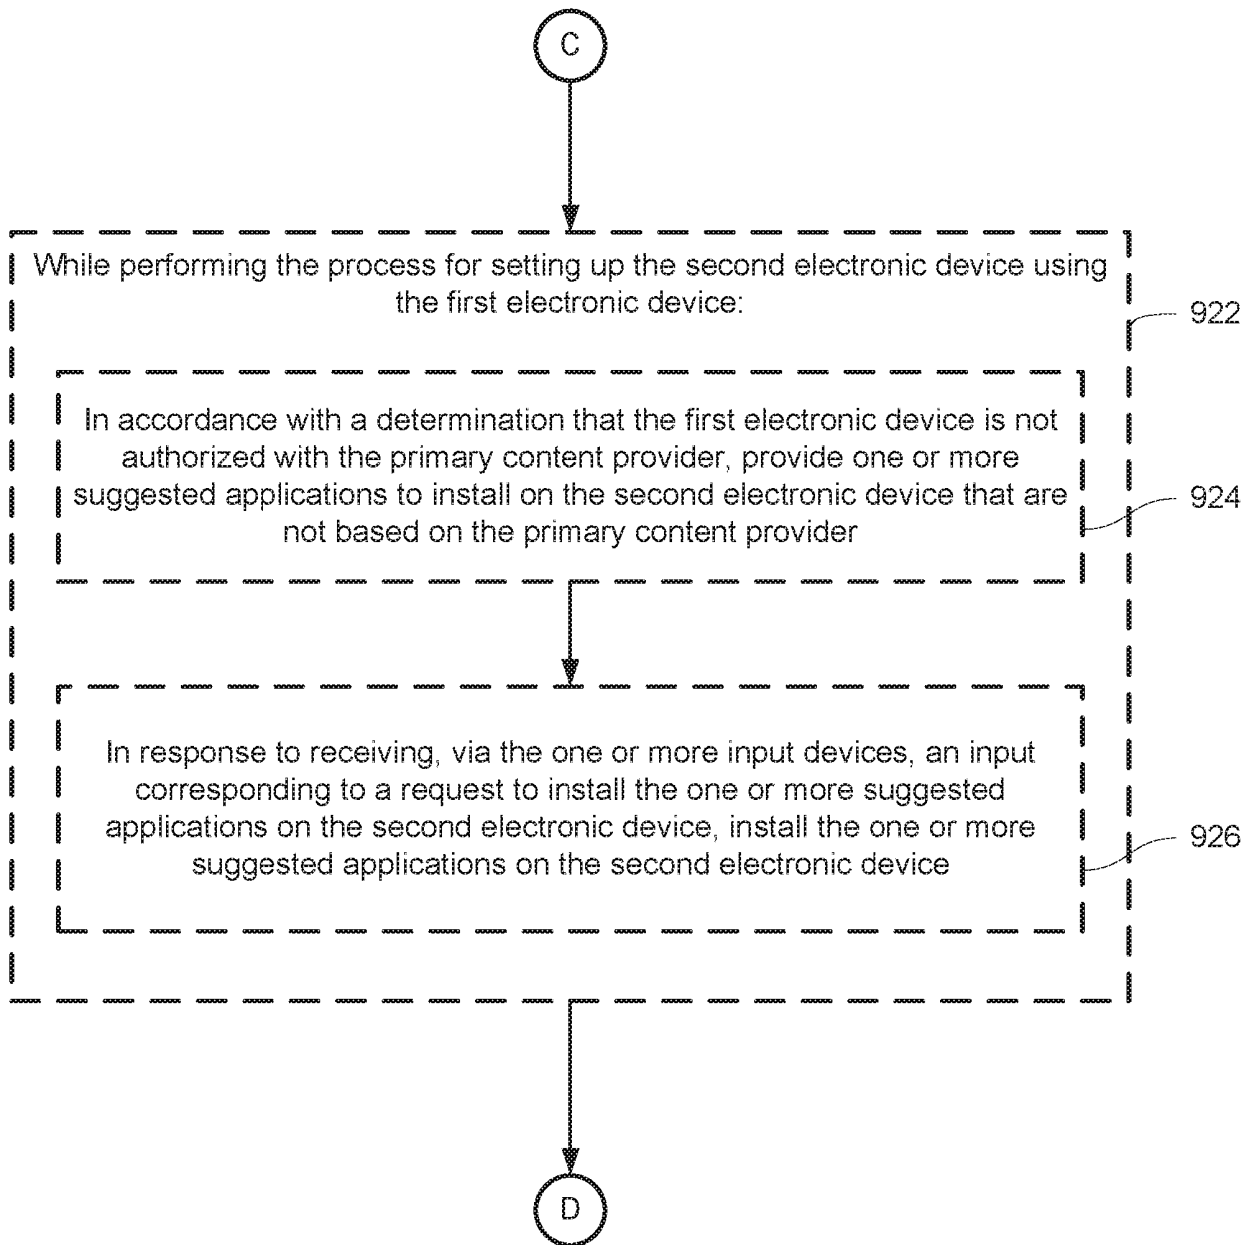 C
While performing the process for setting up the second electronic device using
the first electronic device:
922
In accordance with a determination that the first electronic device is not
authorized with the primary content provider, provide one or more
suggested applications to install on the second electronic device that are
not based on the primary content provider
924
In response to receiving, via the one or more input devices, an input
corresponding to a request to install the one or more suggested
applications on the second electronic device, install the one or more
suggested applications on the second electronic device
926
D